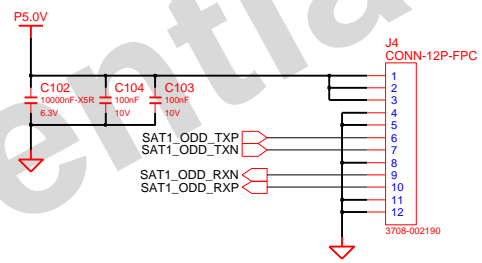 P5.0V
J4
CONN-12P-FPC
C102
10000nF-X5R
6.3V
C104
100nF
10V
C103
100nF
10V
1
2
3
4
5
SAT1_ODD_TXP 6
SAT1_ODD_TXN 7
8
SAT1_ODD_RXN 9
SAT1_ODD_RXP 10
11
12
3708-002190